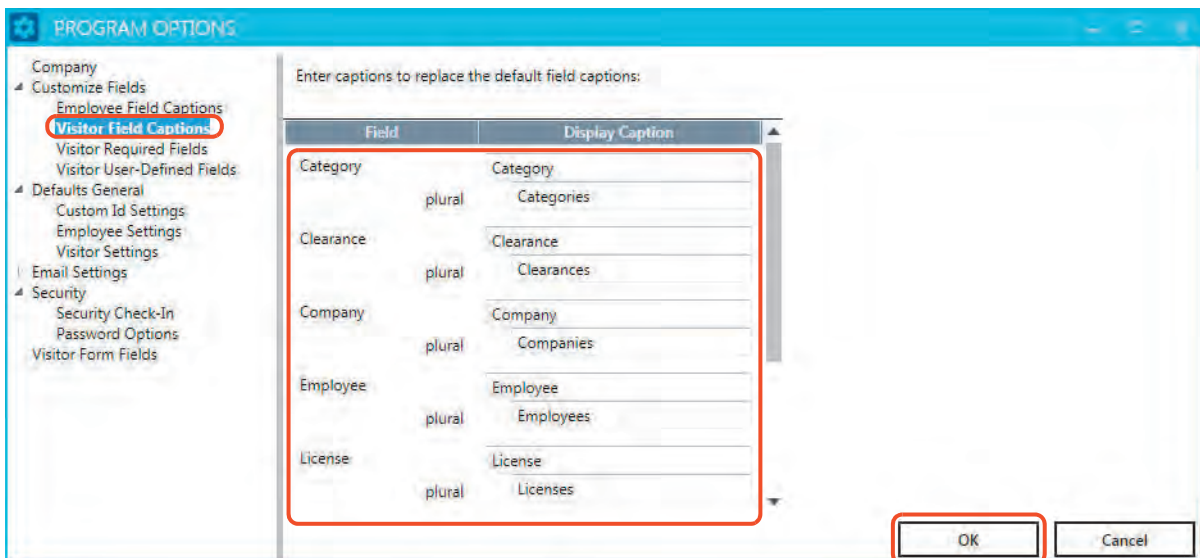 PROGRAM OPTIONS
Company
Customize Fields
Employee Field Captions
Visitor Field Captions
Visitor Required Fields
Visitor User-Defined Fields
Defaults General
Custom Id Settings
Employee Settings
Visitor Settings
Email Settings
Security
Security Check-In
Password Options
Visitor Form Fields
Enter captions to replace the default field captions:
Field Display Caption
Category Category
plural Categories
Clearance Clearance
plural Clearances
Company Company
plural Companies
Employee Employee
plural Employees
License License
plural Licenses
OK Cancel